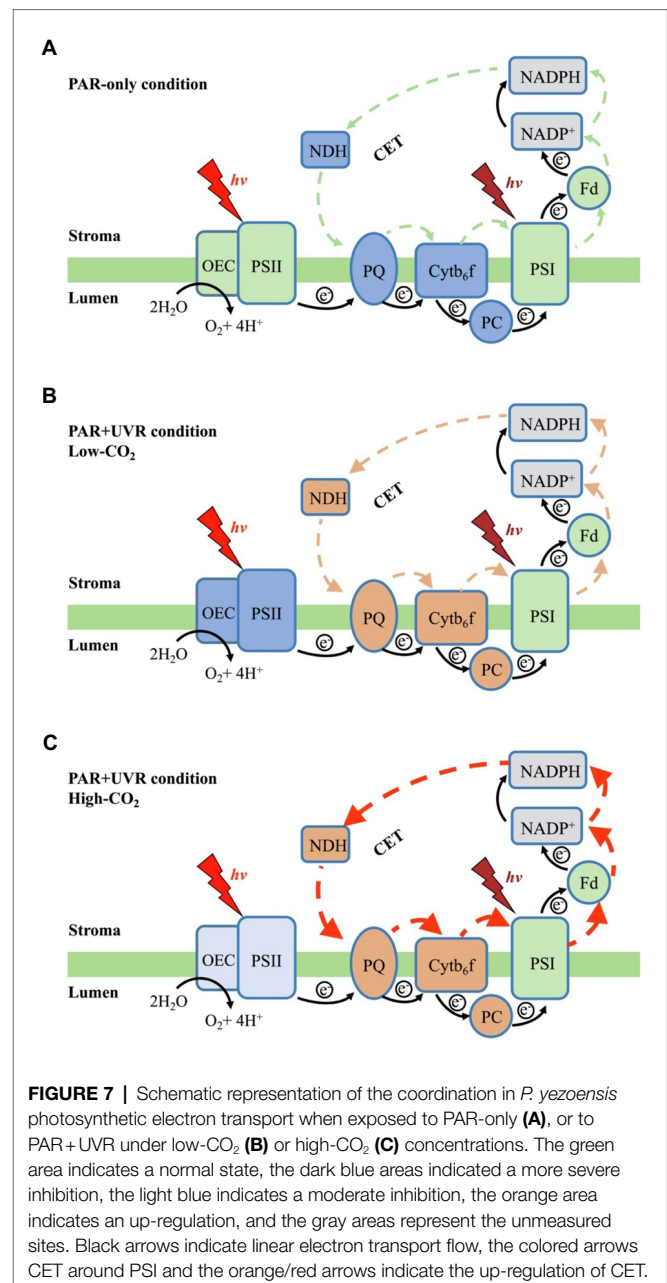 A
PAR-only condition
NADPH
NADP+
NDH
CET
e-
hv
hv
Fd
Stroma
OEC
PSII
PQ
Cytb6f
PSI
Lumen
2H2O
e-
e-
e-
PC
e-
e-
O2+ 4H+
B
PAR+UVR condition
Low-CO2
NADPH
NADP+
NDH
CET
e-
hv
hv
Fd
Stroma
e-
OEC
PSII
PQ
Cytb6f
PSI
Lumen
2H2O
e-
e-
e-
PC
e-
O2+ 4H+
C
PAR+UVR condition
High-CO2
NADPH
NADP+
NDH
CET
e-
hv
hv
Fd
Stroma
e-
OEC
PSII
PQ
Cytb6f
PSI
Lumen
2H2O
e-
e-
e-
PC
e-
O2+ 4H+
FIGURE 7 | Schematic representation of the coordination in P. yezoensis
photosynthetic electron transport when exposed to PAR-only (A), or to
PAR+UVR under low-CO2 (B) or high-CO2 (C) concentrations. The green
area indicates a normal state, the dark blue areas indicated a more severe
inhibition, the light blue indicates a moderate inhibition, the orange area
indicates an up-regulation, and the gray areas represent the unmeasured
sites. Black arrows indicate linear electron transport flow, the colored arrows
CET around PSI and the orange/red arrows indicate the up-regulation of CET.